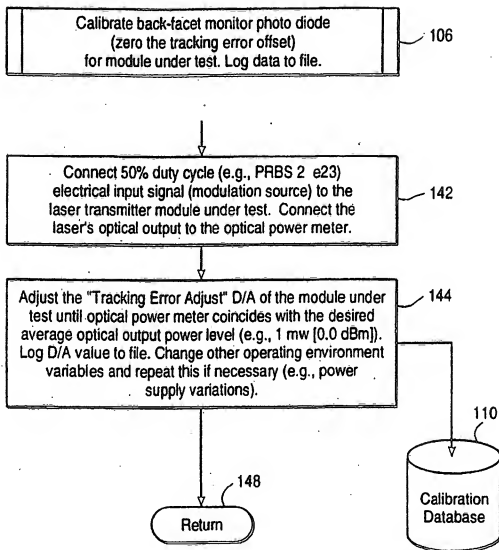 Calibrate back-facet monitor photo diode
(zero the tracking error offset)
for module under test. Log data to file.
106
Connect 50% duty cycle (e.g., PRBS 2 e23)
electrical input signal (modulation source) to the
laser transmitter module under test. Connect the
laser's optical output to the optical power meter.
142
Adjust the "Tracking Error Adjust" D/A of the module under
test until optical power meter coincides with the desired
average optical output power level (e.g., 1 mw [0.0 dBm]).
Log D/A value to file. Change other operating environment
variables and repeat this if necessary (e.g., power
supply variations).
144
110
Calibration
Database
148
Return